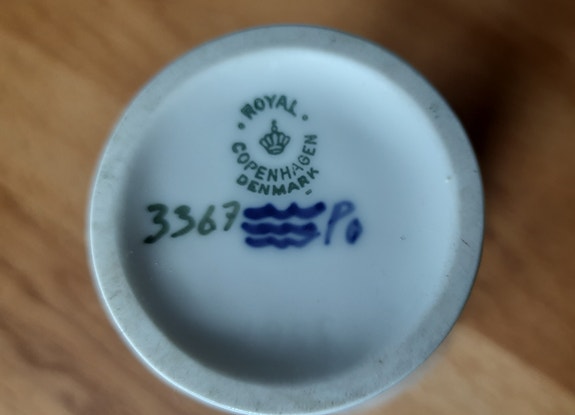 ROYAL
COPENHAGEN
DENMARK
3367 Po